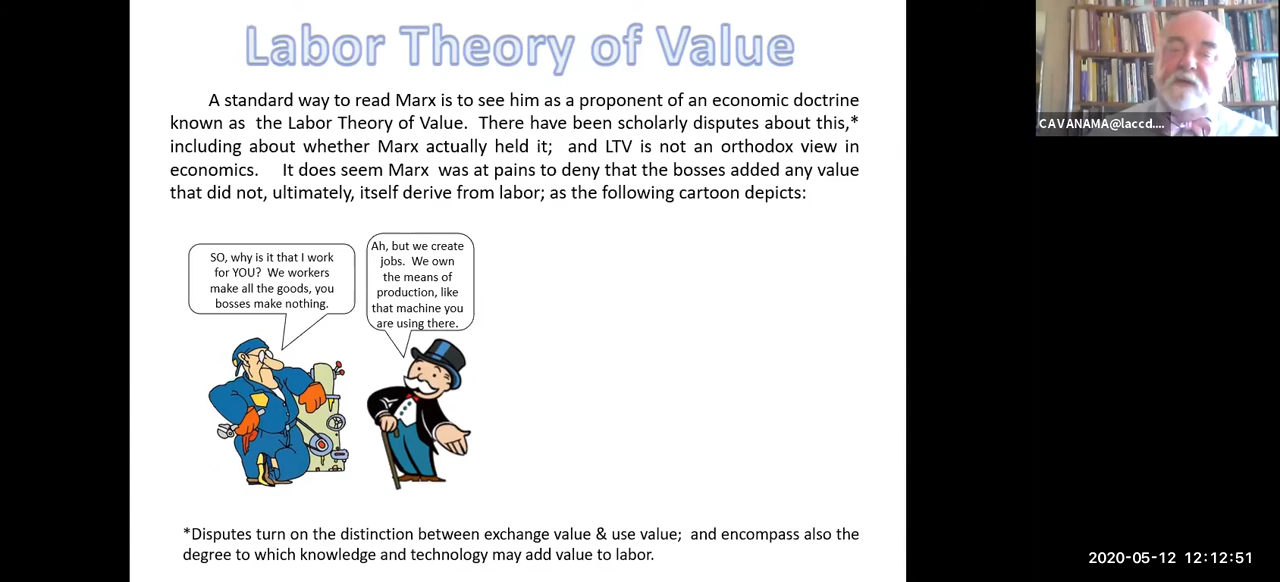 Labor Theory of Value
A standard way to read Marx is to see him as a proponent of an economic doctrine
known as the Labor Theory of Value. There have been scholarly disputes about this,*
including about whether Marx actually held it; and LTV is not an orthodox view in
economics. It does seem Marx was at pains to deny that the bosses added any value
that did not, ultimately, itself derive from labor; as the following cartoon depicts:
SO, why is it that I work
for YOU? We workers
make all the goods, you
bosses make nothing.
Ah, but we create
jobs. We own
the means of
production, like
that machine you
are using there.
*Disputes turn on the distinction between exchange value & use value; and encompass also the
degree to which knowledge and technology may add value to labor.
CAVANAMA@laccd....
2020-05-12 12:12:51